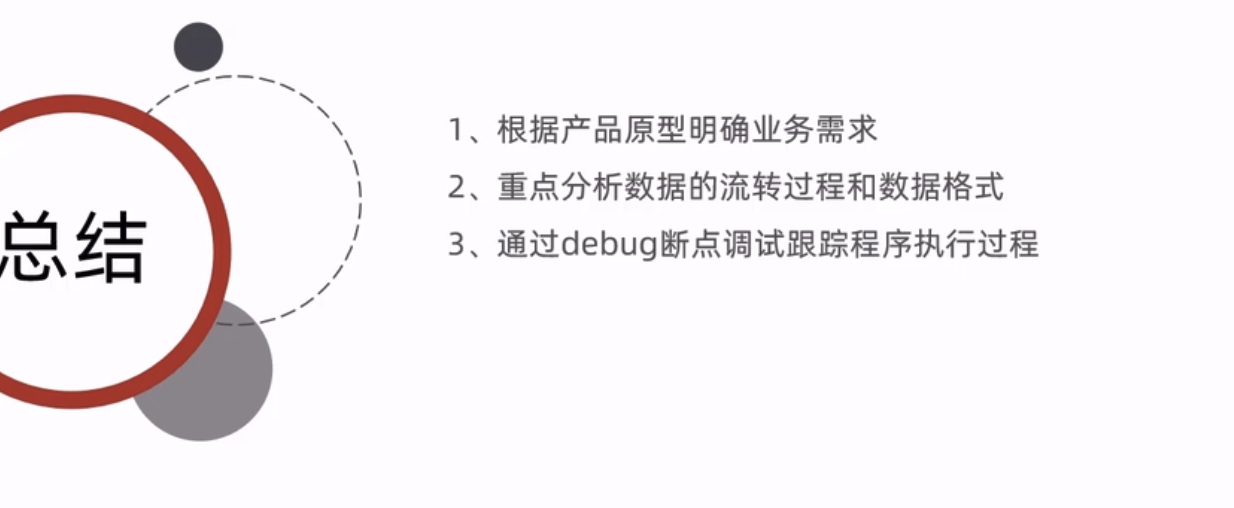 总结
1、根据产品原型明确业务需求
2、重点分析数据的流转过程和数据格式
3、通过debug断点调试跟踪程序执行过程